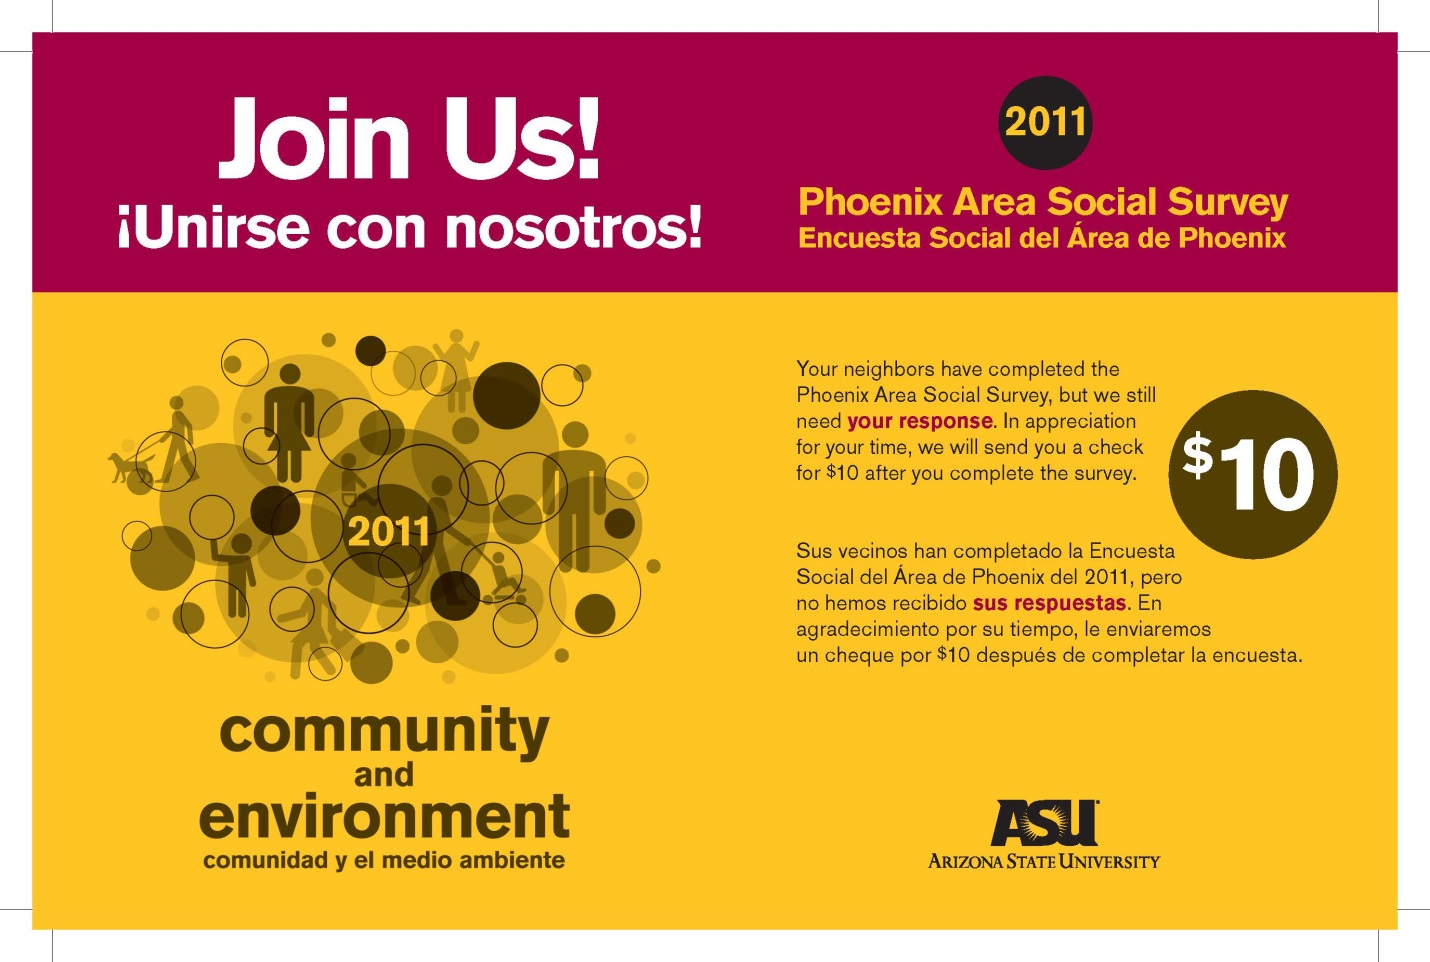 Join Us!
¡Unirse con nosotros!
2011
Phoenix Area Social Survey
Encuesta Social del Área de Phoenix
2011
community
and
environment
comunidad y el medio ambiente
Your neighbors have completed the
Phoenix Area Social Survey, but we still
need your response. In appreciation
for your time, we will send you a check
for $10 after you complete the survey.
$10
Sus vecinos han completado la Encuesta
Social del Área de Phoenix del 2011, pero
no hemos recibido sus respuestas. En
agradecimiento por su tiempo, le enviaremos
un cheque por $10 después de completar la encuesta.
ASU
ARIZONA STATE UNIVERSITY